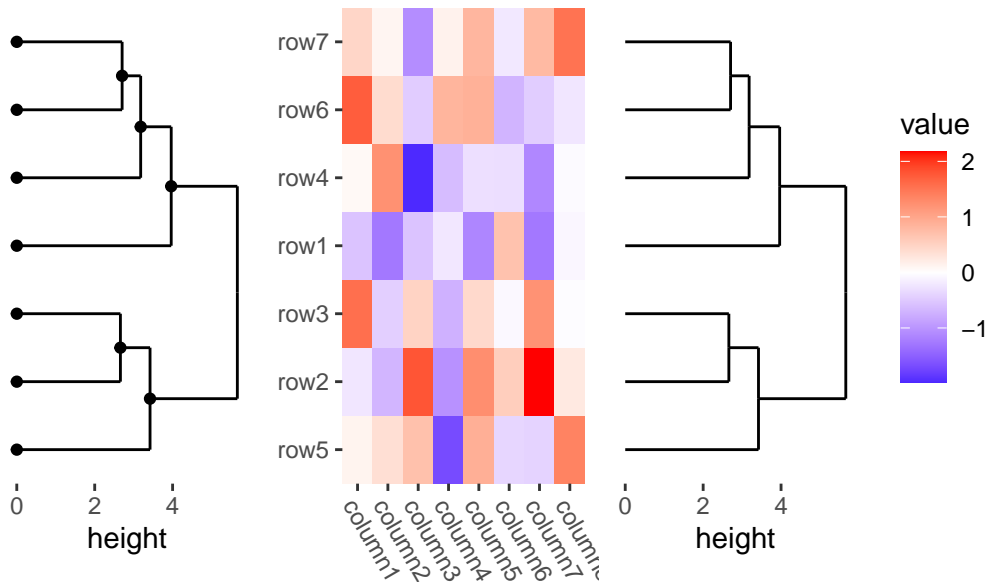 row7
row6
row4
row1
row3
row2
row5
value
2
1
0
−1
0 2 4
height
column1
column2
column3
column4
column5
column6
column7
0 2 4
height